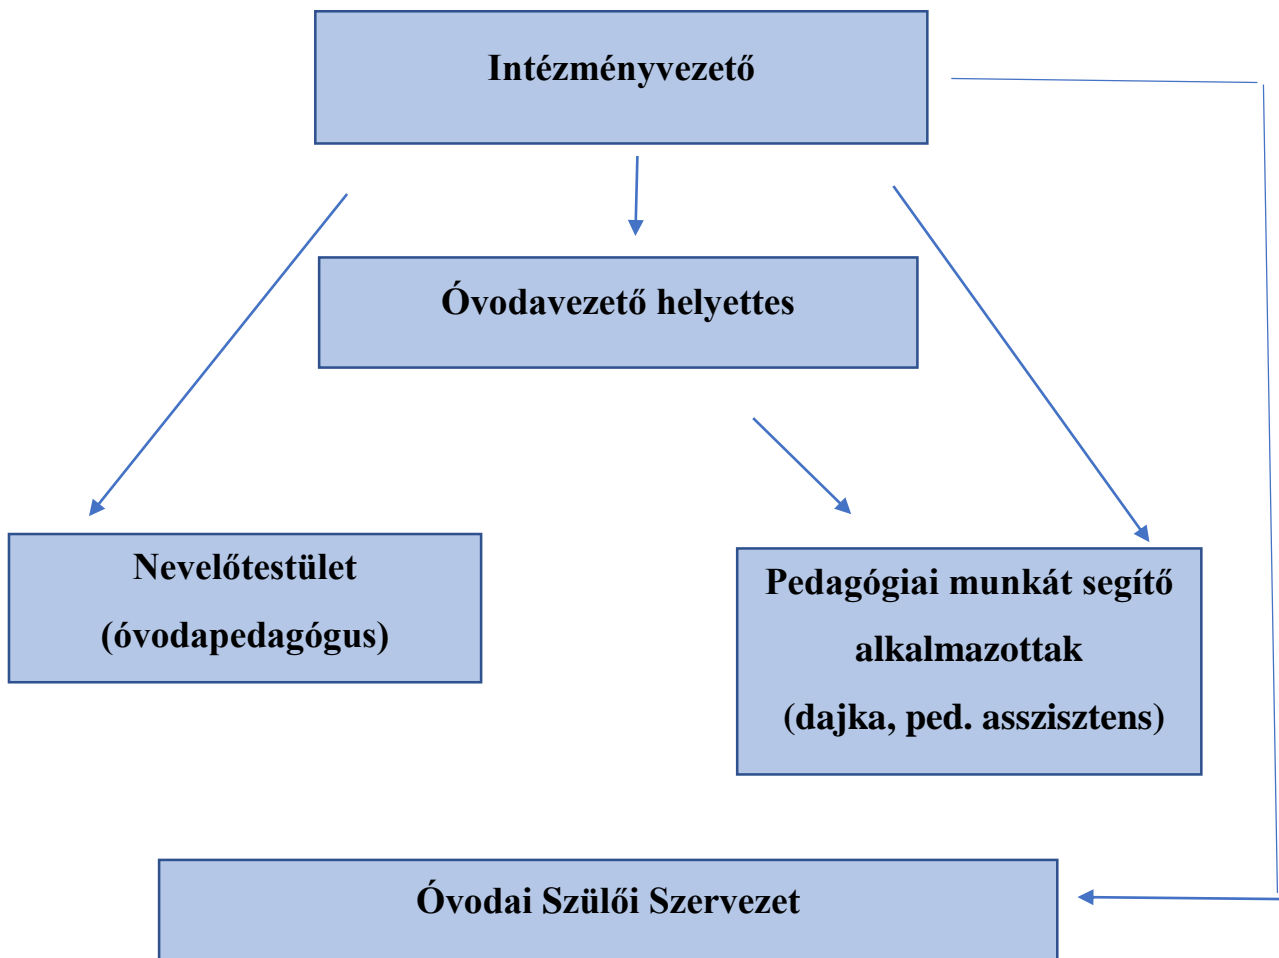 Intézményvezető
Óvodavezető helyettes
Nevelőtestület
(óvodapedagógus)
Pedagógiai munkát segítő
alkalmazottak
(dajka, ped. asszisztens)
Óvodai Szülői Szervezet